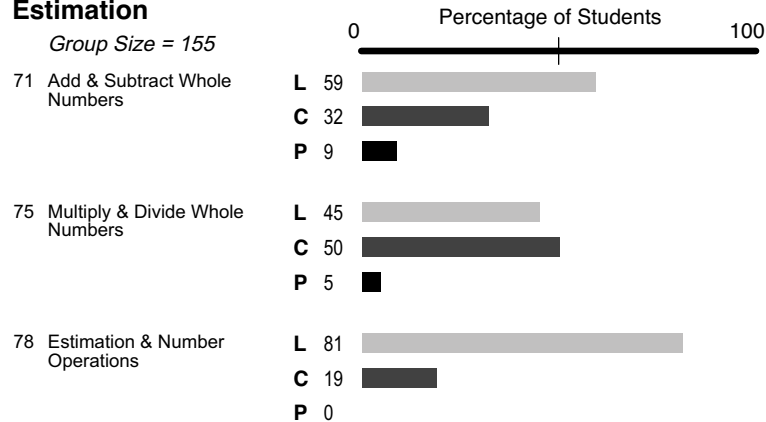 Estimation
Percentage of Students
Group Size = 155
0
100
71 Add & Subtract Whole
Numbers
L 59
C 32
P 9
75 Multiply & Divide Whole
Numbers
L 45
C 50
P 5
78 Estimation & Number
Operations
L 81
C 19
P 0